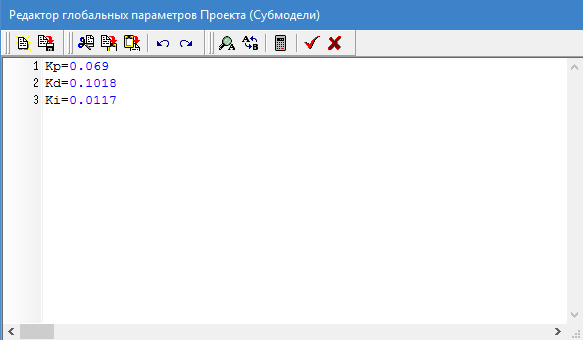 Редактор глобальных параметров Проекта (Субмодели)
1 Kp=0.069
2 Kd=0.1018
3 Ki=0.0117